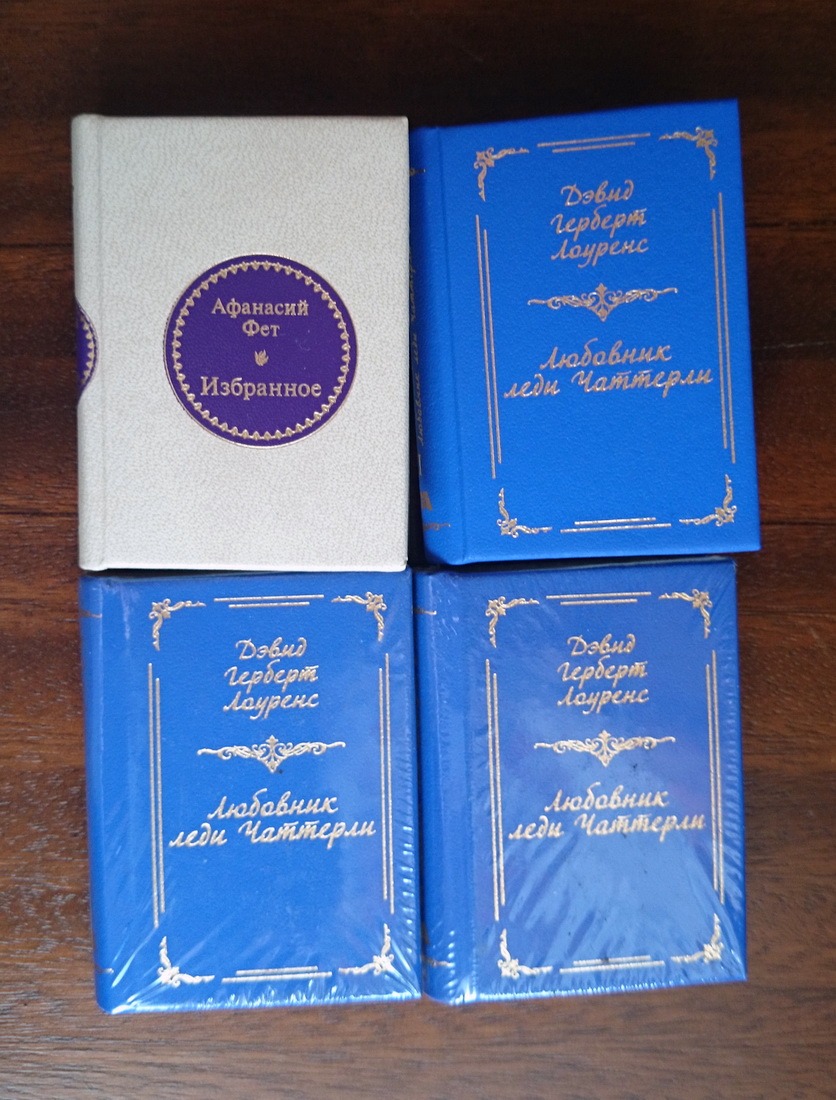 Афанасий
Фет
Избранное
Дэвид
Герберт
Лоуренс
Любовник
леди Чаттерли
Дэвид
Герберт
Лоуренс
Любовник
леди Чаттерли
Дэвид
Герберт
Лоуренс
Любовник
леди Чаттерли